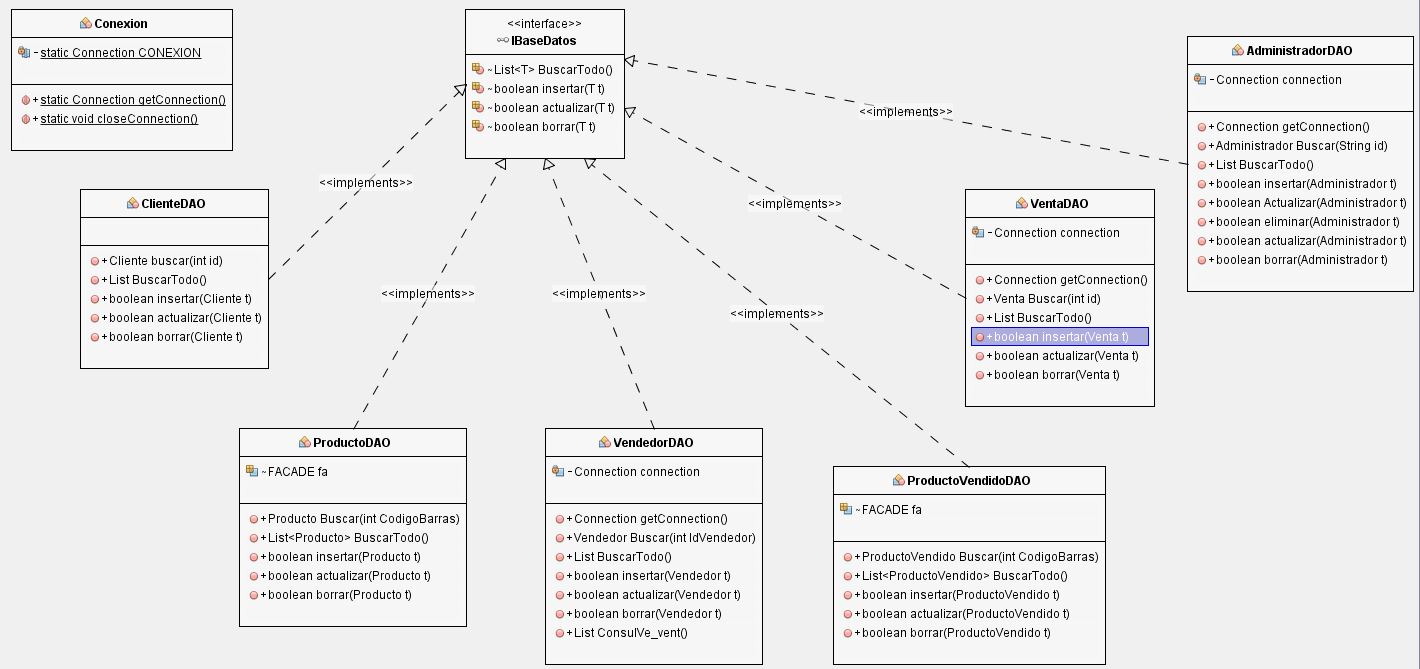 Conexion
- static Connection CONEXION
+ static Connection getConnection()
+ static void closeConnection()
<<interface>>
IBaseDatos
~ List<T> BuscarTodo()
~ boolean insertar(T t)
~ boolean actualizar(T t)
~ boolean borrar(T t)
AdministradorDAO
- Connection connection
+ Connection getConnection()
+ Administrador Buscar(String id)
+ List BuscarTodo()
+ boolean insertar(Administrador t)
+ boolean Actualizar(Administrador t)
+ boolean eliminar(Administrador t)
+ boolean actualizar(Administrador t)
+ boolean borrar(Administrador t)
<<implements>>
<<implements>>
<<implements>>
<<implements>>
<<implements>>
<<implements>>
ClienteDAO
+ Cliente buscar(int id)
+ List BuscarTodo()
+ boolean insertar(Cliente t)
+ boolean actualizar(Cliente t)
+ boolean borrar(Cliente t)
VentaDAO
- Connection connection
+ Connection getConnection()
+ Venta Buscar(int id)
+ List BuscarTodo()
+ boolean insertar(Venta t)
+ boolean actualizar(Venta t)
+ boolean borrar(Venta t)
ProductoDAO
~ FACADE fa
+ Producto Buscar(int CodigoBarras)
+ List<Producto> BuscarTodo()
+ boolean insertar(Producto t)
+ boolean actualizar(Producto t)
+ boolean borrar(Producto t)
VendedorDAO
- Connection connection
+ Connection getConnection()
+ Vendedor Buscar(int IdVendedor)
+ List BuscarTodo()
+ boolean insertar(Vendedor t)
+ boolean actualizar(Vendedor t)
+ boolean borrar(Vendedor t)
+ List ConsulVe_vent()
ProductoVendidoDAO
~ FACADE fa
+ ProductoVendido Buscar(int CodigoBarras)
+ List<ProductoVendido> BuscarTodo()
+ boolean insertar(ProductoVendido t)
+ boolean actualizar(ProductoVendido t)
+ boolean borrar(ProductoVendido t)